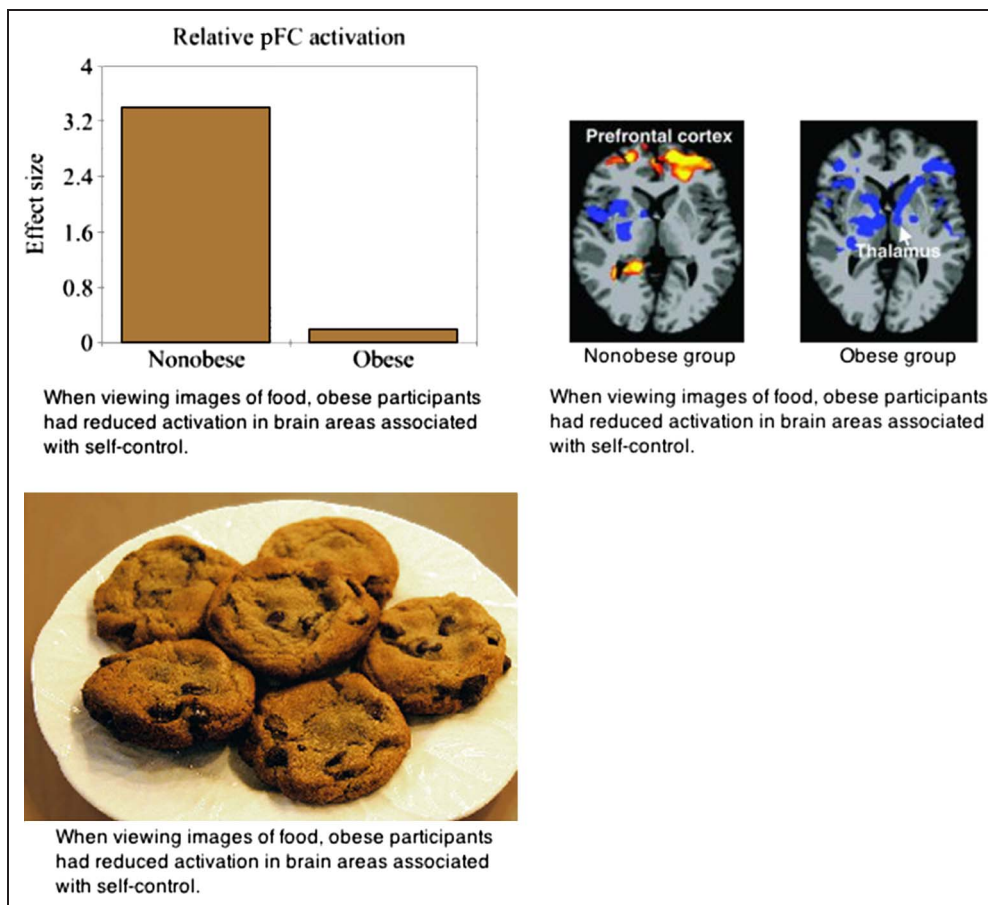 Relative pFC activation
4
3.2
2.4
1.6
0.8
0
Effect size
Nonobese
Obese
When viewing images of food, obese participants
had reduced activation in brain areas associated
with self-control.
Prefrontal cortex
Thalamus
Nonobese group
Obese group
When viewing images of food, obese participants
had reduced activation in brain areas associated
with self-control.
When viewing images of food, obese participants
had reduced activation in brain areas associated
with self-control.